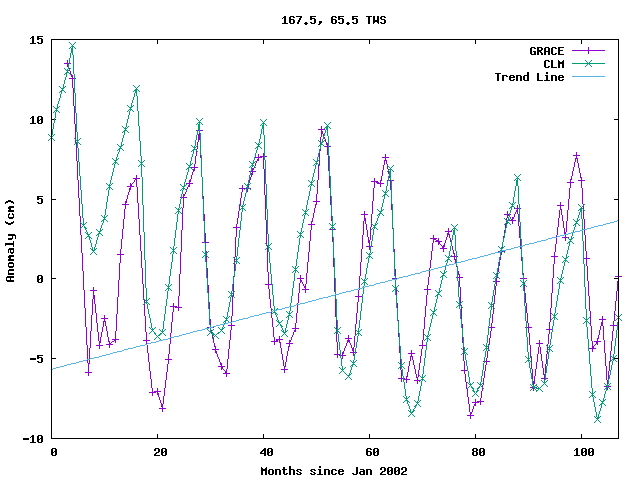 167.5, 65.5 TWS
GRACE
CLM
Trend Line
15
10
5
0
-5
-10
Anomaly (cm)
0 20 40 60 80 100
Months since Jan 2002